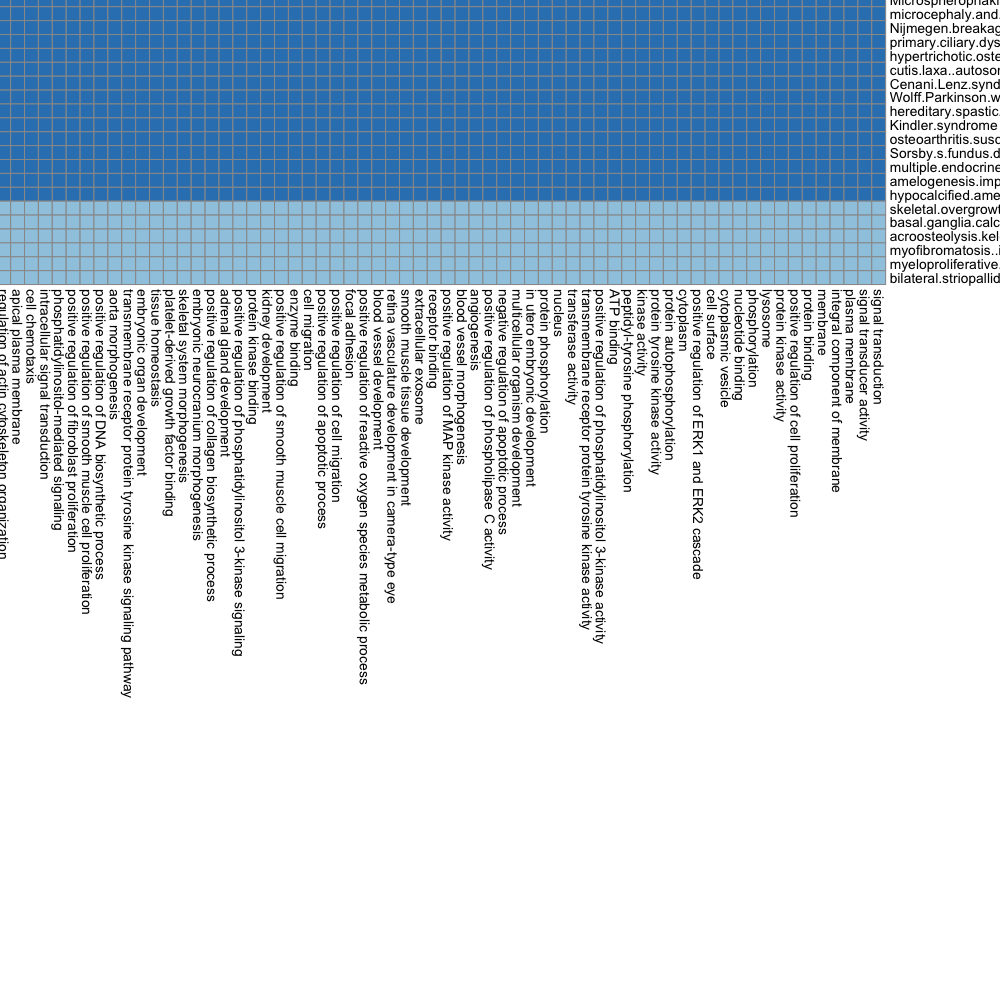 microcephaly.and.
Nijmegen.breakag
primary.ciliary.dys
hypertrichotic.oste
cutis.laxa..autosor
Cenani.Lenz.synd
Wolff.Parkinson.w
hereditary.spastic.
Kindler.syndrome
osteoarthritis.susc
Sorsby.s.fundus.d
multiple.endocrine
amelogenesis.imp
hypocalcified.ame
skeletal.overgrowt
basal.ganglia.calc
acroosteolysis.kel
myofibromatosis..i
myeloproliferative.
bilateral.striopallid
regulation of actin cytoskeleton organization
apical plasma membrane
cell chemotaxis
intracellular signal transduction
phosphatidylinositol-mediated signaling
positive regulation of fibroblast proliferation
positive regulation of smooth muscle cell proliferation
positive regulation of DNA biosynthetic process
aorta morphogenesis
transmembrane receptor protein tyrosine kinase signaling pathway
embryonic organ development
tissue homeostasis
platelet-derived growth factor binding
skeletal system morphogenesis
embryonic neurocranium morphogenesis
positive regulation of collagen biosynthetic process
adrenal gland development
positive regulation of phosphatidylinositol 3-kinase signaling
protein kinase binding
kidney development
positive regulation of smooth muscle cell migration
enzyme binding
cell migration
positive regulation of apoptotic process
positive regulation of cell migration
focal adhesion
positive regulation of reactive oxygen species metabolic process
blood vessel development
retina vasculature development in camera-type eye
smooth muscle tissue development
extracellular exosome
receptor binding
positive regulation of MAP kinase activity
blood vessel morphogenesis
angiogenesis
positive regulation of phospholipase C activity
negative regulation of apoptotic process
multicellular organism development
in utero embryonic development
protein phosphorylation
nucleus
transferase activity
transmembrane receptor protein tyrosine kinase activity
positive regulation of phosphatidylinositol 3-kinase activity
ATP binding
peptidyl-tyrosine phosphorylation
kinase activity
protein tyrosine kinase activity
protein autophosphorylation
cytoplasm
positive regulation of ERK1 and ERK2 cascade
cell surface
cytoplasmic vesicle
nucleotide binding
phosphorylation
lysosome
protein kinase activity
positive regulation of cell proliferation
protein binding
membrane
integral component of membrane
plasma membrane
signal transducer activity
signal transduction